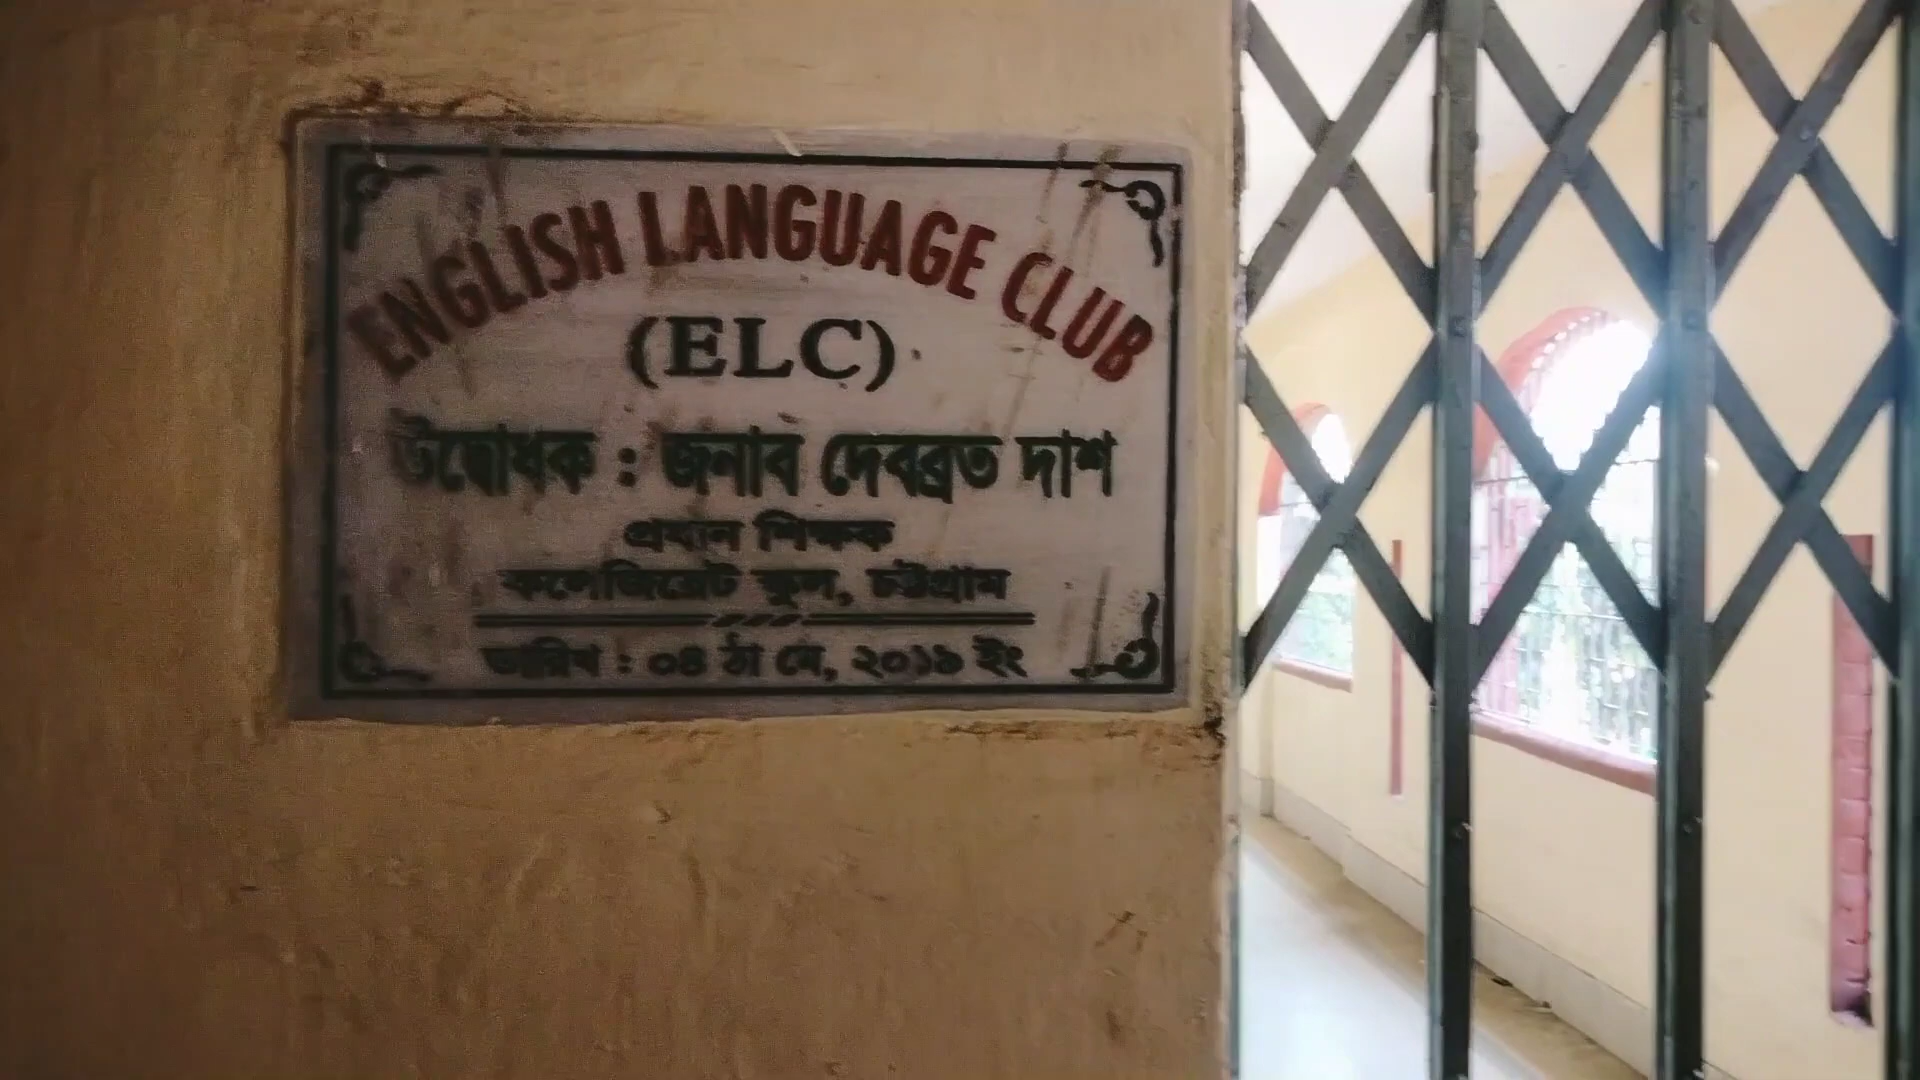 ENGLISH LANGUAGE CLUB
(ELC)
উদ্বোধক : জনাব দেবব্রত দাশ
প্রধান শিক্ষক
কলেজিয়েট স্কুল, চট্টগ্রাম
তারিখ : ০৪ ঠা মে, ২০১৯ ইং